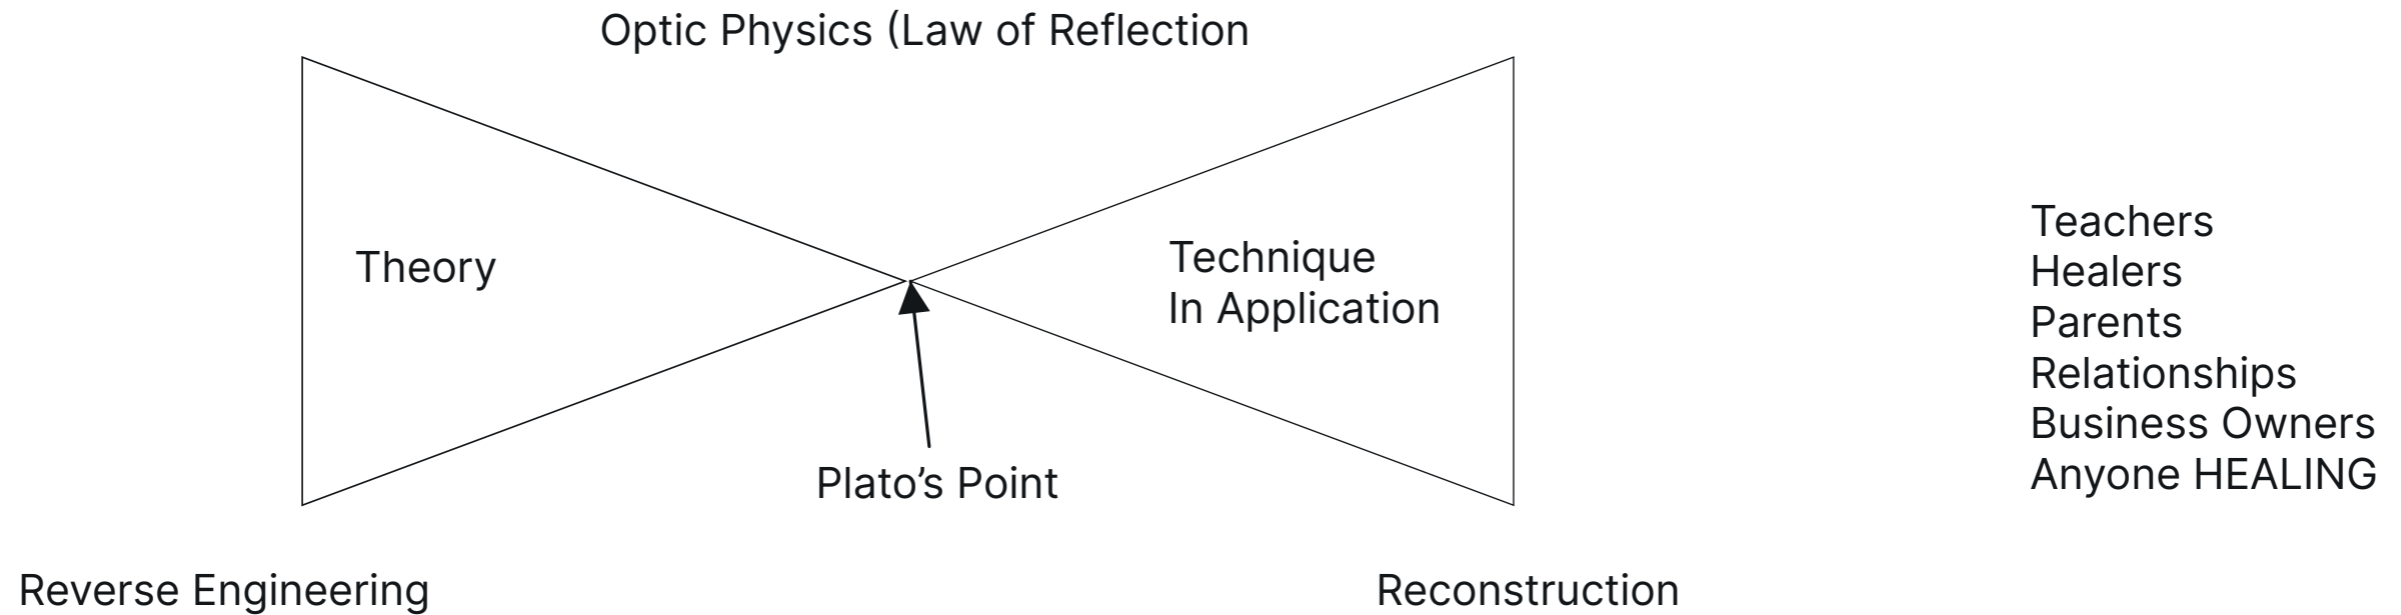 Optic Physics (Law of Reflection
Theory
Technique
In Application
Plato’s Point
Reverse Engineering
Reconstruction
Teachers
Healers
Parents
Relationships
Business Owners
Anyone HEALING